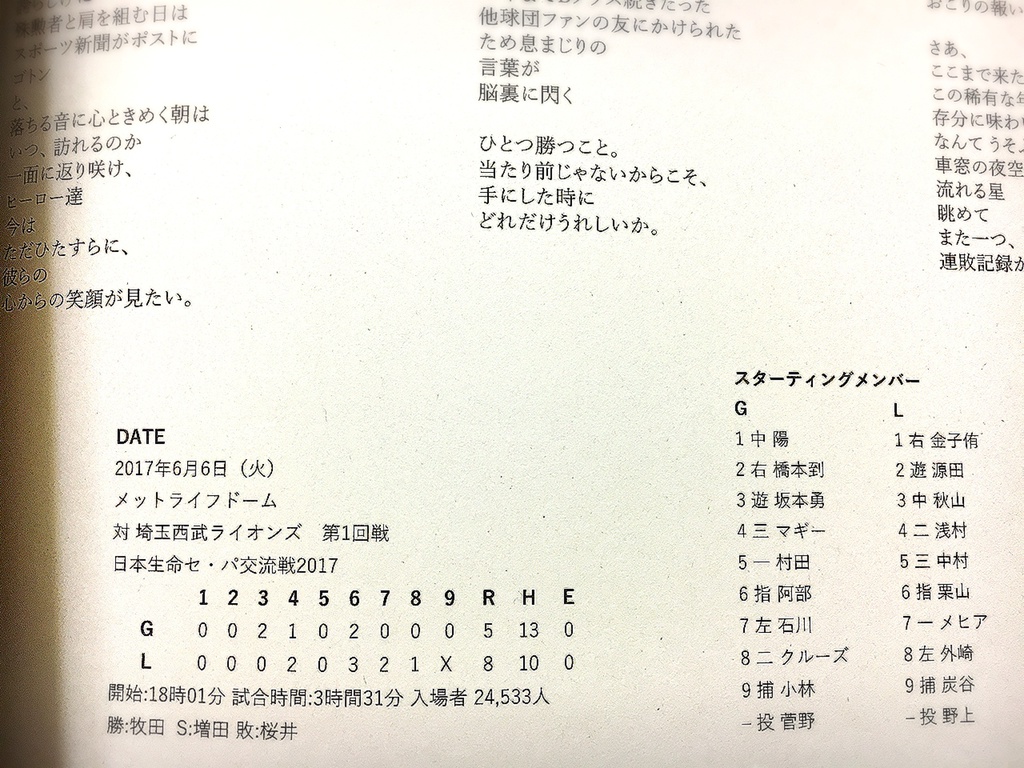 殊勲者と肩を組む日は
スポーツ新聞がポストに
ゴトン
と、
落ちる音に心ときめく朝は
いつ、訪れるのか
一面に返り咲け、
ヒーロー達
今は
ただひたすらに、
彼らの
心からの笑顔が見たい。
他球団ファンの友にかけられた
ため息まじりの
言葉が
脳裏に閃く
ひとつ勝つこと。
当たり前じゃないからこそ、
手にした時に
どれだけうれしいか。
おこりの報い
さあ、
ここまで来た
この稀有な年
存分に味わ
なんて うそ
車窓の夜空
流れる星
眺めて
また一つ、
連敗記録が
DATE
2017年6月6日（火）
メットライフドーム
対 埼玉西武ライオンズ 第1回戦
日本生命セ・パ交流戦2017
1 2 3 4 5 6 7 8 9 R H E
G 0 0 2 1 0 2 0 0 0 5 13 0
L 0 0 0 2 0 3 2 1 X 8 10 0
開始:18時01分 試合時間:3時間31分 入場者 24,533人
勝:牧田 S:増田 敗:桜井
スターティングメンバー
G L
1 中 陽 1 右 金子侑
2 右 橋本到 2 遊 源田
3 遊 坂本勇 3 中 秋山
4 三 マギー 4 二 浅村
5 一 村田 5 三 中村
6 指 阿部 6 指 栗山
7 左 石川 7 一 メヒア
8 二 クルーズ 8 左 外崎
9 捕 小林 9 捕 炭谷
− 投 菅野 − 投 野上